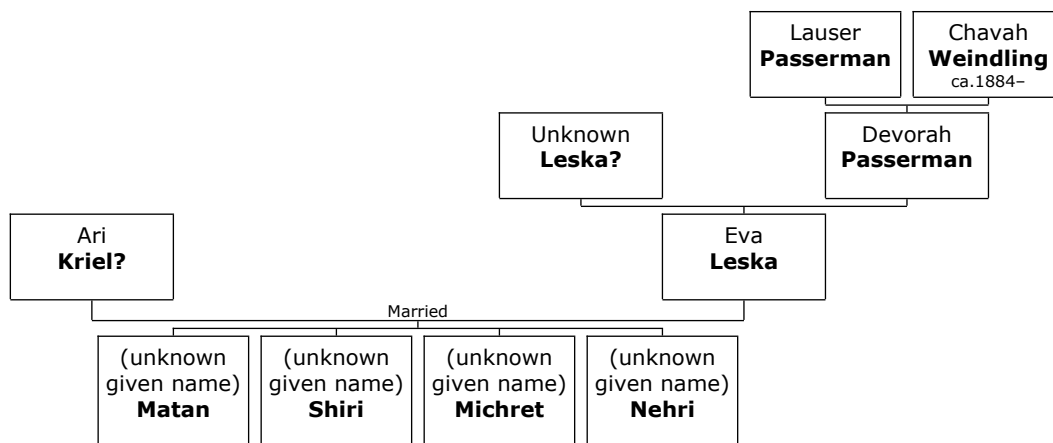 Lauser
Passerman
Chavah
Weindling
ca.1884–
Unknown
Leska?
Devorah
Passerman
Ari
Kriel?
Eva
Leska
Married
(unknown
given name)
Matan
(unknown
given name)
Shiri
(unknown
given name)
Michret
(unknown
given name)
Nehri